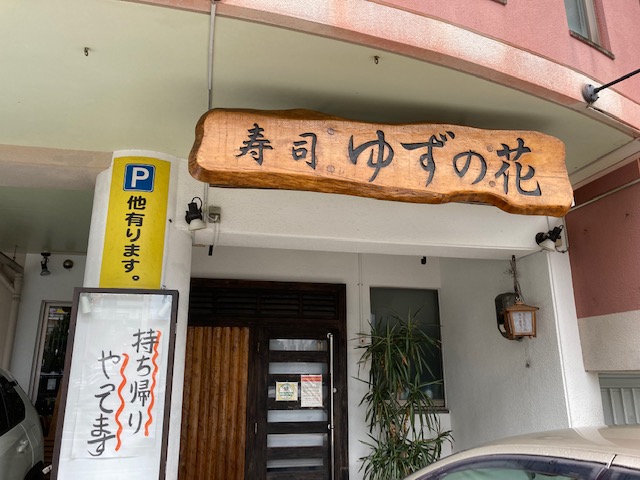 寿司 ゆずの花
P
他有ります。
持ち帰り
やってます